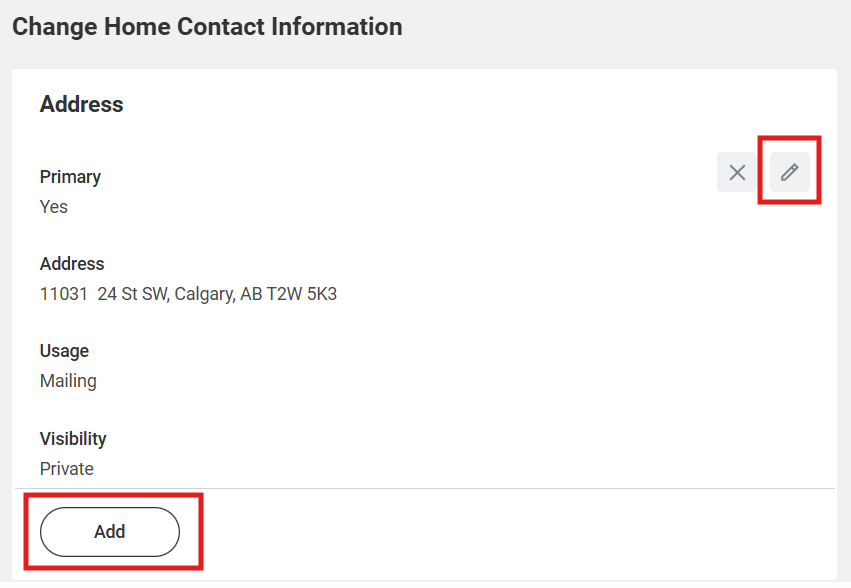 Change Home Contact Information
Address
Primary
Yes
Address
11031  24 St SW, Calgary, AB T2W 5K3
Usage
Mailing
Visibility
Private
Add